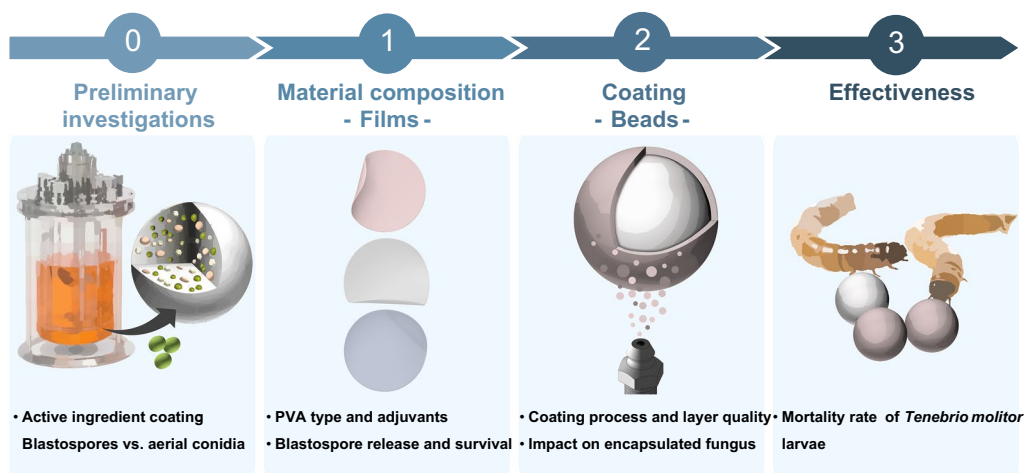 0
1
2
3
Preliminary
investigations
Material composition
- Films -
Coating
- Beads -
Effectiveness
• Active ingredient coating
Blastospores vs. aerial conidia
• PVA type and adjuvants
• Blastospore release and survival
• Coating process and layer quality
• Impact on encapsulated fungus
• Mortality rate of Tenebrio molitor
larvae